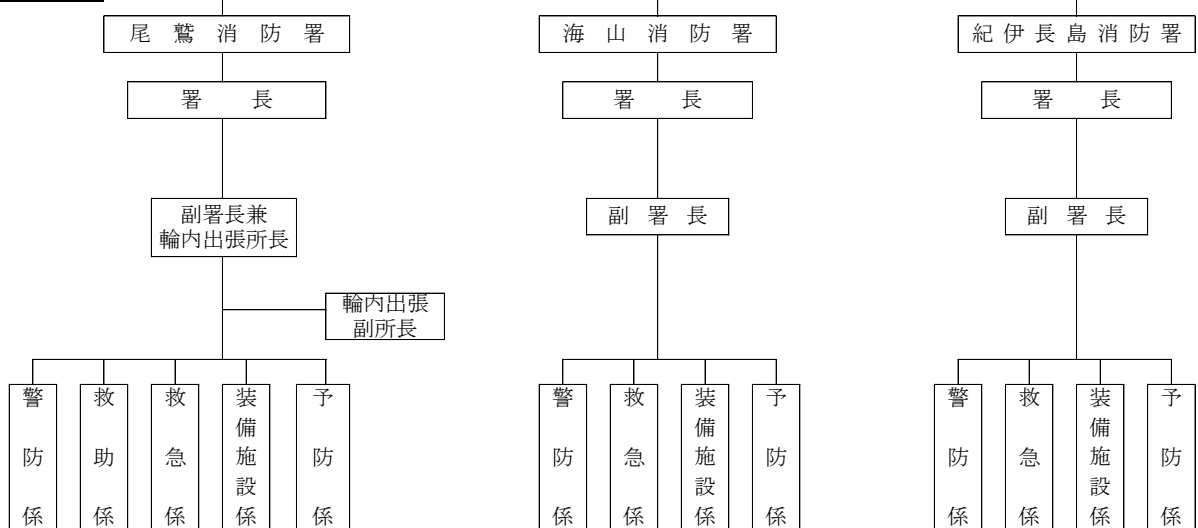 尾鷲消防署
海山消防署
紀伊長島消防署
署長
署長
署長
副署長兼
輪内出張所長
副署長
副署長
輪内出張
副所長
警防係
救助係
救急係
装備施設係
予防係
警防係
救急係
装備施設係
予防係
警防係
救急係
装備施設係
予防係